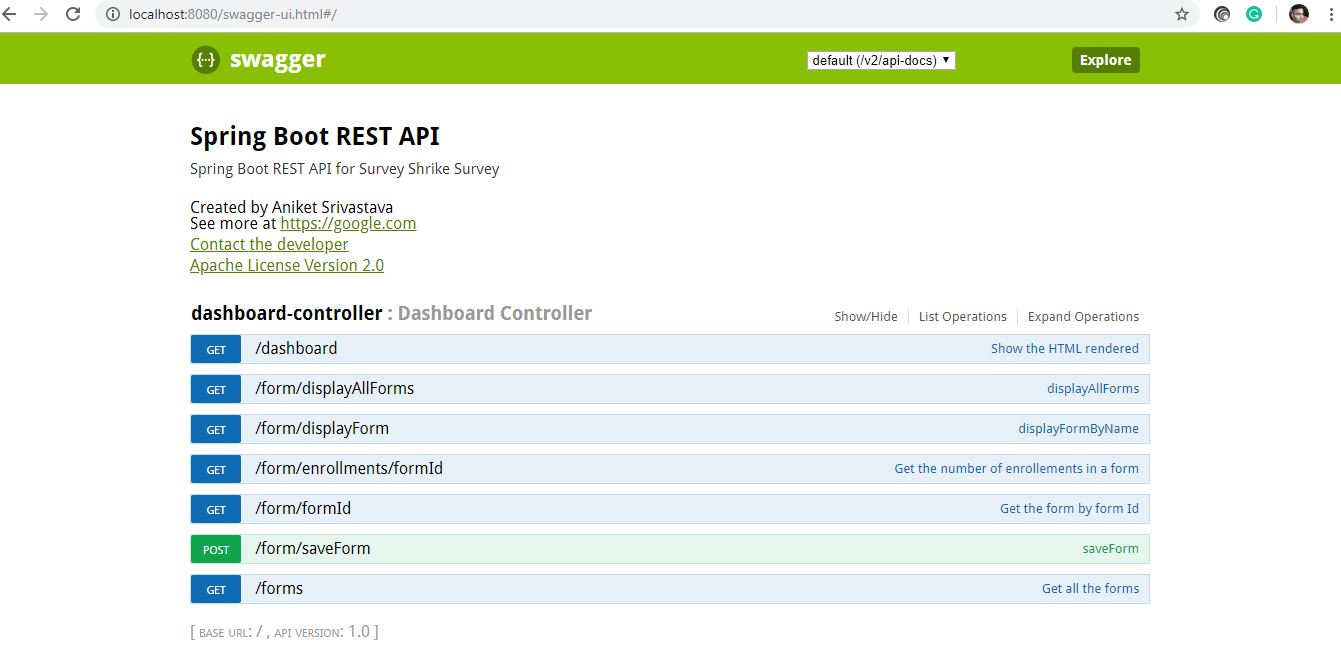 localhost:8080/swagger-ui.html#/
{···} swagger default (/v2/api-docs) Explore
Spring Boot REST API
Spring Boot REST API for Survey Shrike Survey
Created by Aniket Srivastava
See more at https://google.com
Contact the developer
Apache License Version 2.0
dashboard-controller : Dashboard Controller Show/Hide List Operations Expand Operations
GET /dashboard Show the HTML rendered
GET /form/displayAllForms displayAllForms
GET /form/displayForm displayFormByName
GET /form/enrollments/formId Get the number of enrollements in a form
GET /form/formId Get the form by form Id
POST /form/saveForm saveForm
GET /forms Get all the forms
[ BASE URL: / , API VERSION: 1.0 ]